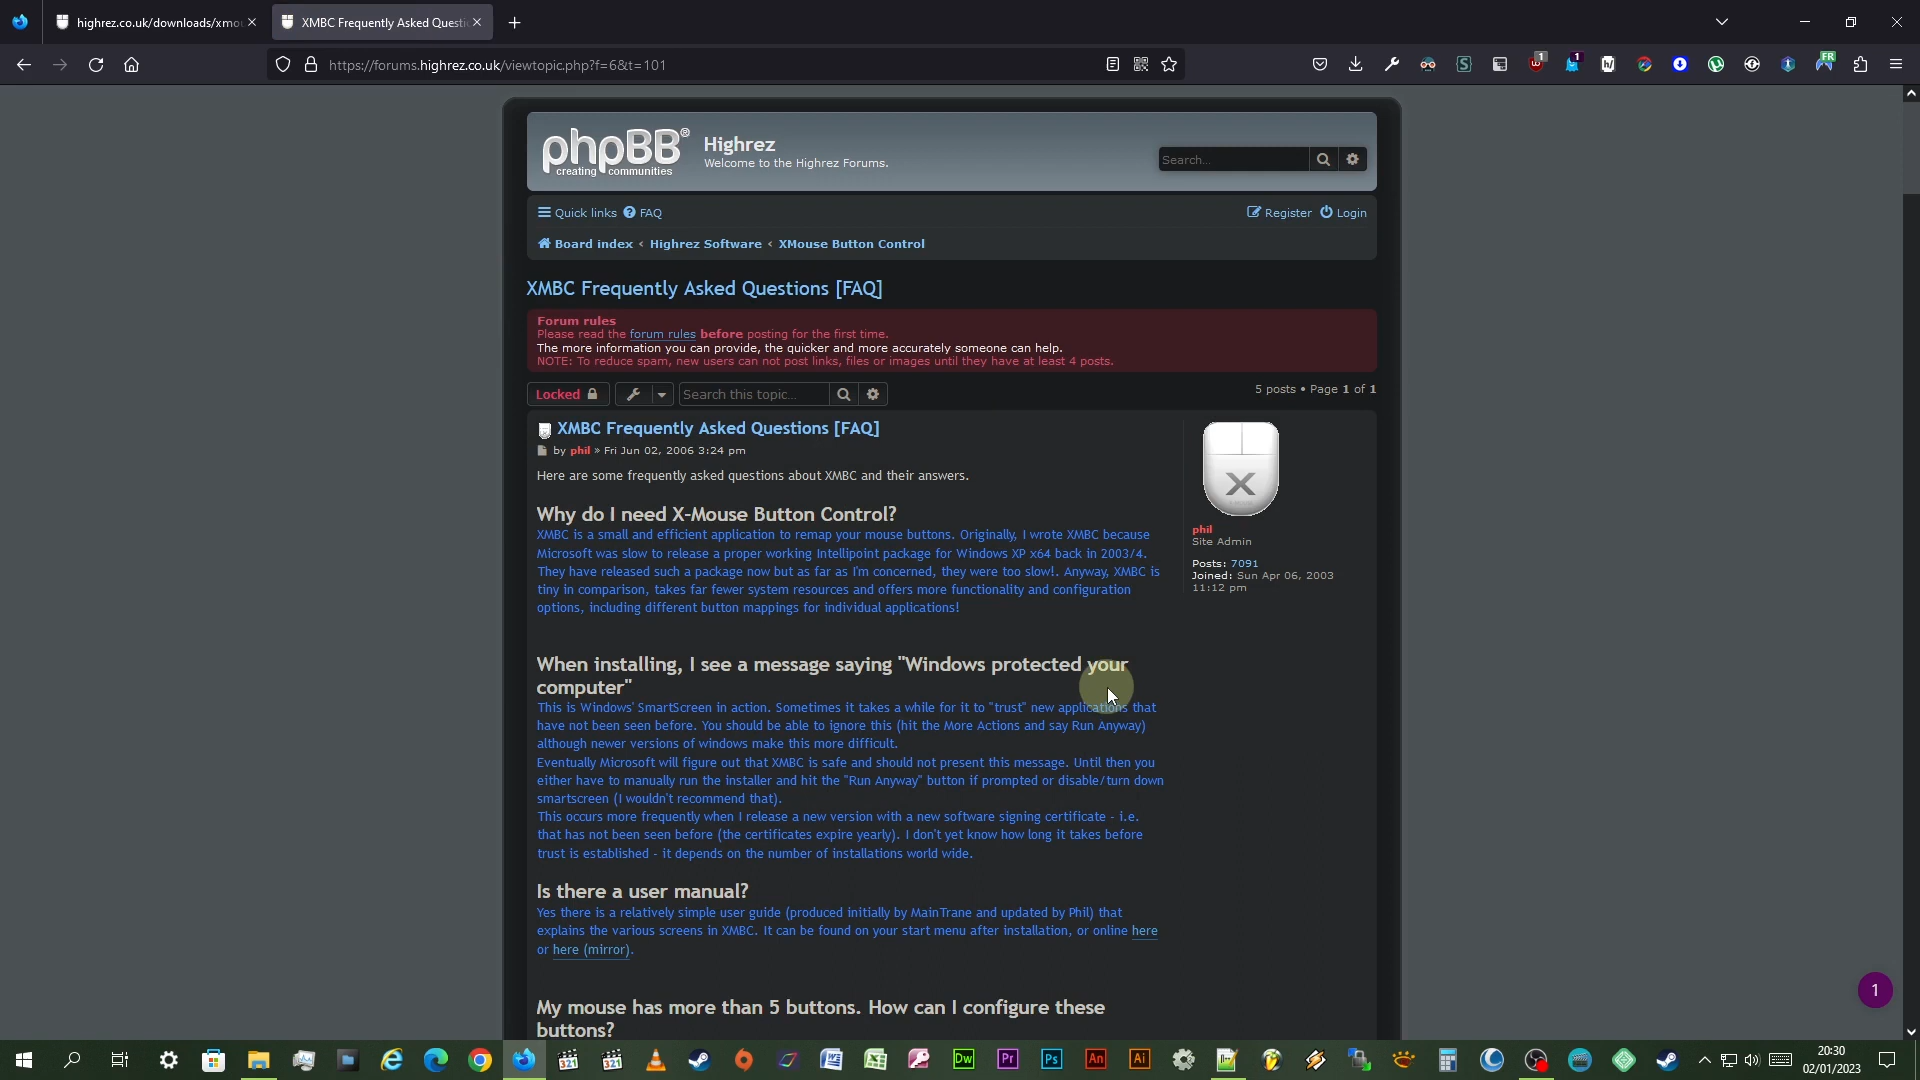 highrez.co.uk/downloads/xmou
XMBC Frequently Asked Questio
https://forums.highrez.co.uk/viewtopic.php?f=6&t=101
1
1
FR
phpBB®
creating communities
Highrez
Welcome to the Highrez Forums.
Search...
Quick links
FAQ
Register
Login
Board index ‹ Highrez Software ‹ XMouse Button Control
XMBC Frequently Asked Questions [FAQ]
Forum rules
Please read the forum rules before posting for the first time.
The more information you can provide, the quicker and more accurately someone can help.
NOTE: To reduce spam, new users can not post links, files or images until they have at least 4 posts.
Locked
Search this topic...
5 posts • Page 1 of 1
XMBC Frequently Asked Questions [FAQ]
by phil » Fri Jun 02, 2006 3:24 pm
Here are some frequently asked questions about XMBC and their answers.
Why do I need X-Mouse Button Control?
XMBC is a small and efficient application to remap your mouse buttons. Originally, I wrote XMBC because
Microsoft was slow to release a proper working Intellipoint package for Windows XP x64 back in 2003/4.
They have released such a package now but as far as I'm concerned, they were too slow!. Anyway, XMBC is
tiny in comparison, takes far fewer system resources and offers more functionality and configuration
options, including different button mappings for individual applications!
When installing, I see a message saying "Windows protected your
computer"
This is Windows' SmartScreen in action. Sometimes it takes a while for it to "trust" new applications that
have not been seen before. You should be able to ignore this (hit the More Actions and say Run Anyway)
although newer versions of windows make this more difficult.
Eventually Microsoft will figure out that XMBC is safe and should not present this message. Until then you
either have to manually run the installer and hit the "Run Anyway" button if prompted or disable/turn down
smartscreen (I wouldn't recommend that).
This occurs more frequently when I release a new version with a new software signing certificate - i.e.
that has not been seen before (the certificates expire yearly). I don't yet know how long it takes before
trust is established - it depends on the number of installations world wide.
Is there a user manual?
Yes there is a relatively simple user guide (produced initially by MainTrane and updated by Phil) that
explains the various screens in XMBC. It can be found on your start menu after installation, or online here
or here (mirror).
My mouse has more than 5 buttons. How can I configure these
buttons?
X
phil
Site Admin
Posts: 7091
Joined: Sun Apr 06, 2003
11:12 pm
1
321
321
Dw
Pr
Ps
An
Ai
20:30
02/01/2023